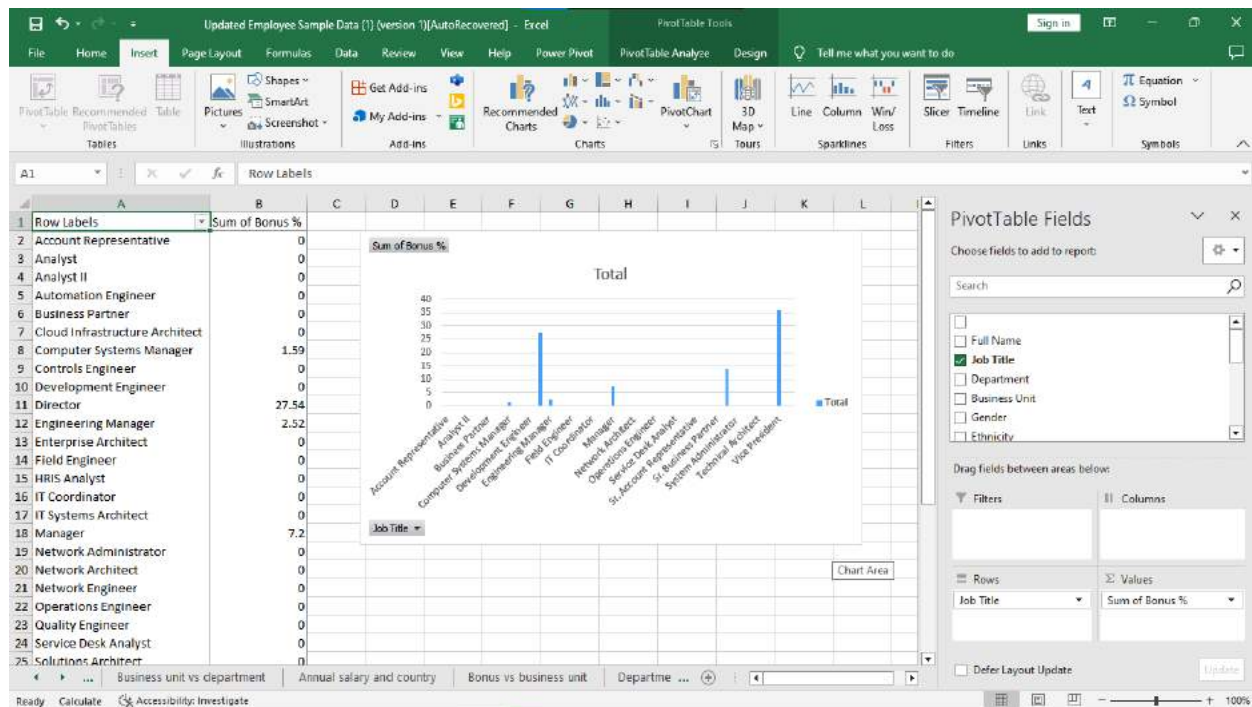 Updated Employee Sample Data (1) (version 1)[AutoRecovered] - Excel
PivotTable Tools
Sign in
File Home Insert Page Layout Formulas Data Review View Help Power Pivot PivotTable Analyze Design Tell me what you want to do
PivotTable Recommended PivotTables Table
Tables
Pictures Shapes SmartArt Screenshot
Illustrations
Get Add-ins My Add-ins
Add-ins
Recommended Charts PivotChart
Charts
3D Map
Tours
Line Column Win/Loss
Sparklines
Slicer Timeline
Filters
Link
Links
Text
Equation Symbol
Symbols
A1 fx Row Labels
A B C D E F G H I J K L
1 Row Labels Sum of Bonus %
2 Account Representative 0
3 Analyst 0
4 Analyst II 0
5 Automation Engineer 0
6 Business Partner 0
7 Cloud Infrastructure Architect 0
8 Computer Systems Manager 1.59
9 Controls Engineer 0
10 Development Engineer 0
11 Director 27.54
12 Engineering Manager 2.52
13 Enterprise Architect 0
14 Field Engineer 0
15 HRIS Analyst 0
16 IT Coordinator 0
17 IT Systems Architect 0
18 Manager 7.2
19 Network Administrator 0
20 Network Architect 0
21 Network Engineer 0
22 Operations Engineer 0
23 Quality Engineer 0
24 Service Desk Analyst 0
25 Solutions Architect 0
Sum of Bonus %
Total
40
35
30
25
20
15
10
5
0
Total
Account Representative
Analyst II
Business Partner
Computer Systems Manager
Development Engineer
Engineering Manager
Field Engineer
IT Coordinator
Manager
Network Architect
Operations Engineer
Service Desk Analyst
Sr. Account Representative
Sr. Business Partner
System Administrator
Technical Architect
Vice President
Job Title
Chart Area
PivotTable Fields
Choose fields to add to report:
Search
Full Name
Job Title
Department
Business Unit
Gender
Ethnicity
Drag fields between areas below:
Filters Columns
Rows Σ Values
Job Title Sum of Bonus %
Defer Layout Update Update
... Business unit vs department Annual salary and country Bonus vs business unit Departme ...
Ready Calculate Accessibility: Investigate 100%